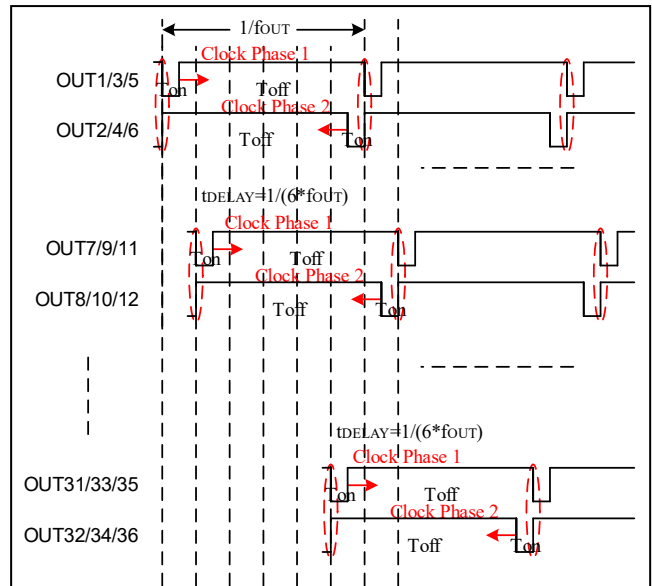 1/fOUT
Clock Phase 1
OUT1/3/5
Ton
Toff
Clock Phase 2
OUT2/4/6
Toff
Ton
tDELAY=1/(6*fOUT)
Clock Phase 1
OUT7/9/11
Ton
Toff
Clock Phase 2
OUT8/10/12
Toff
Ton
tDELAY=1/(6*fOUT)
Clock Phase 1
OUT31/33/35
Ton
Toff
Clock Phase 2
OUT32/34/36
Toff
Ton